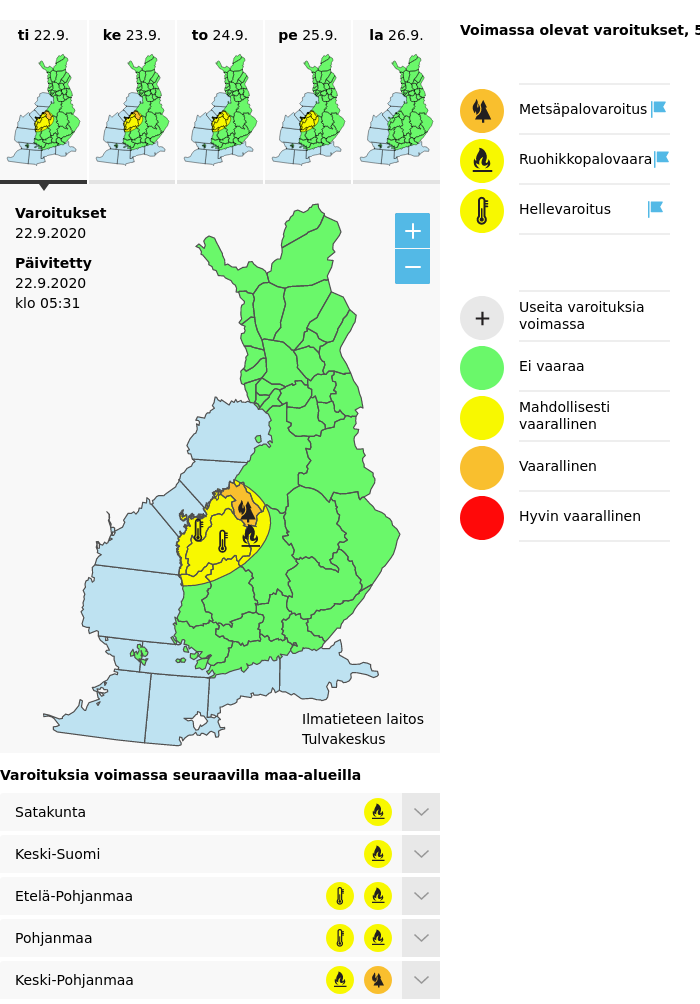 ti 22.9.
ke 23.9.
to 24.9.
pe 25.9.
la 26.9.
Varoitukset
22.9.2020
Päivitetty
22.9.2020
klo 05:31
+
−
Ilmatieteen laitos
Tulvakeskus
Voimassa olevat varoitukset, 5
Metsäpalovaroitus
Ruohikkopalovaara
Hellevaroitus
+
Useita varoituksia
voimassa
Ei vaaraa
Mahdollisesti
vaarallinen
Vaarallinen
Hyvin vaarallinen
Varoituksia voimassa seuraavilla maa-alueilla
Satakunta
Keski-Suomi
Etelä-Pohjanmaa
Pohjanmaa
Keski-Pohjanmaa